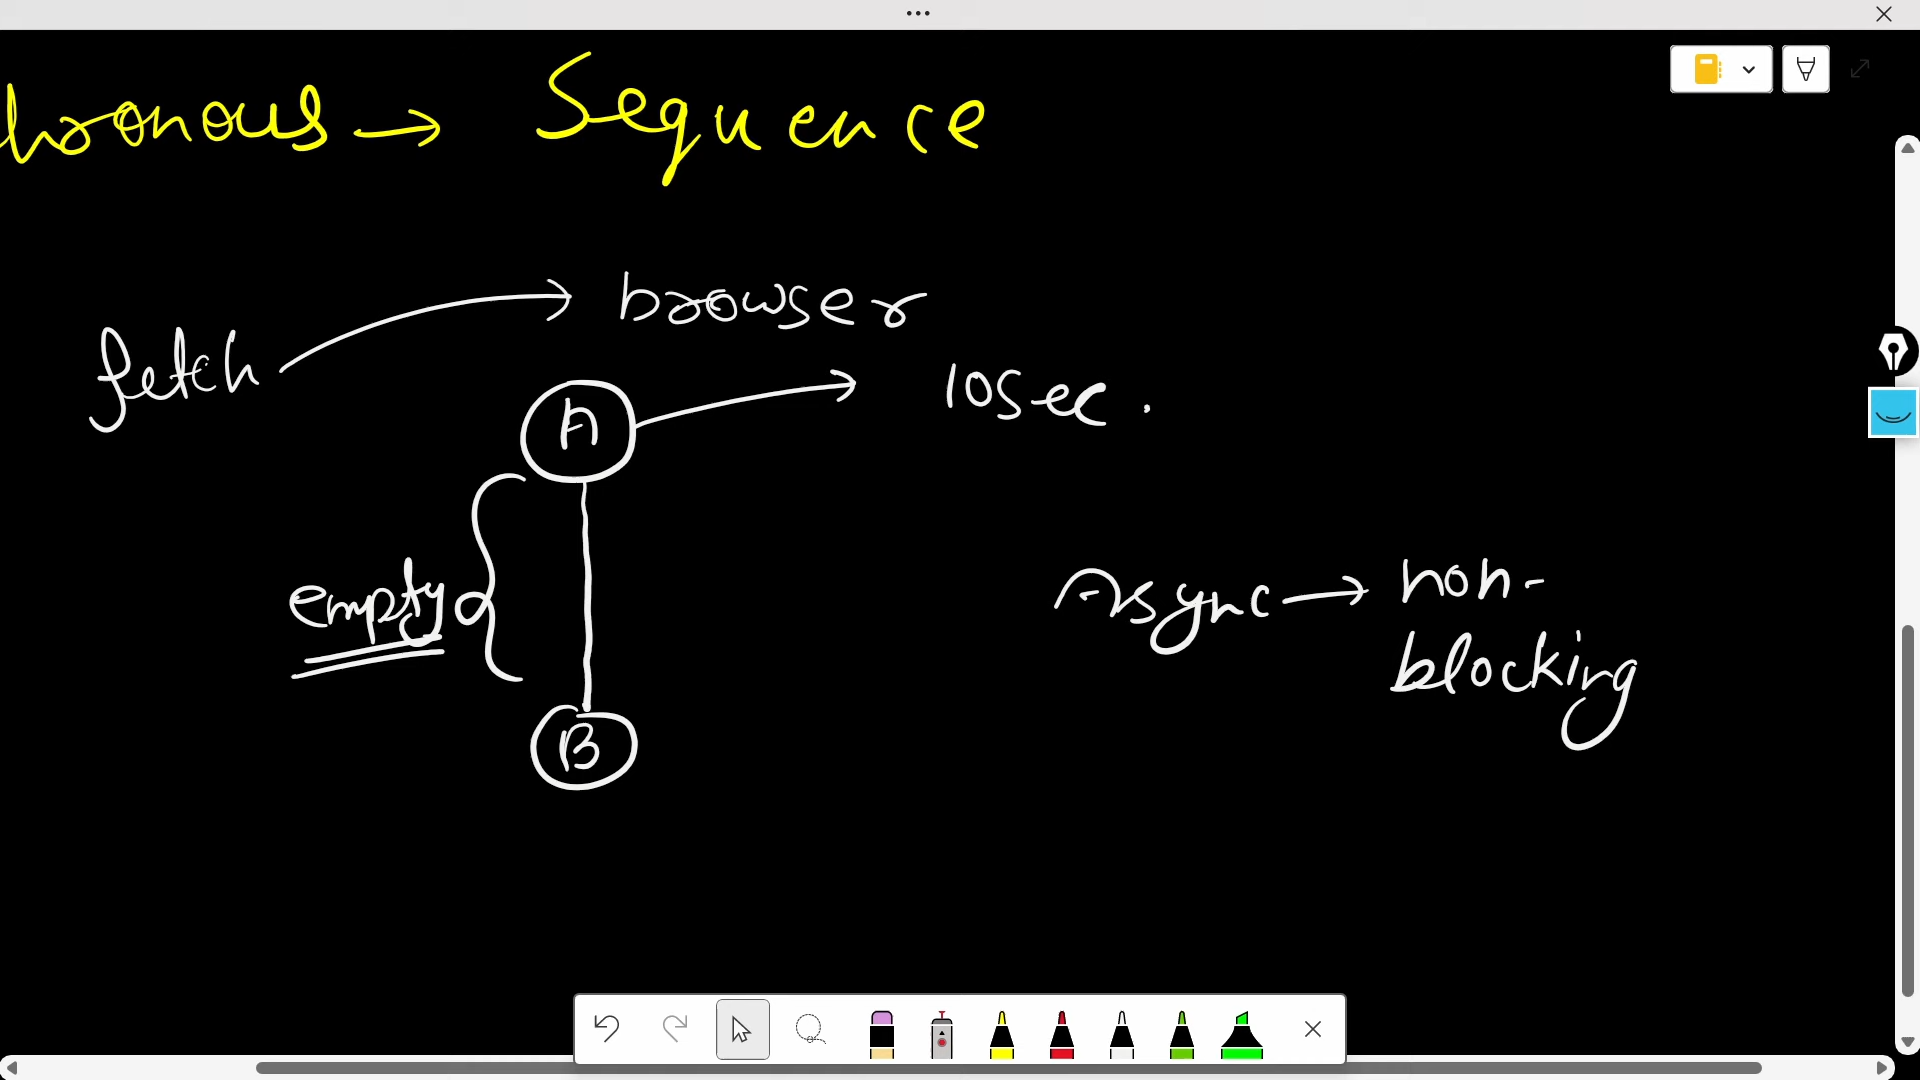 hronous → Sequence
fetch → browser
A → 10sec.
empty
Async → non-
blocking
B